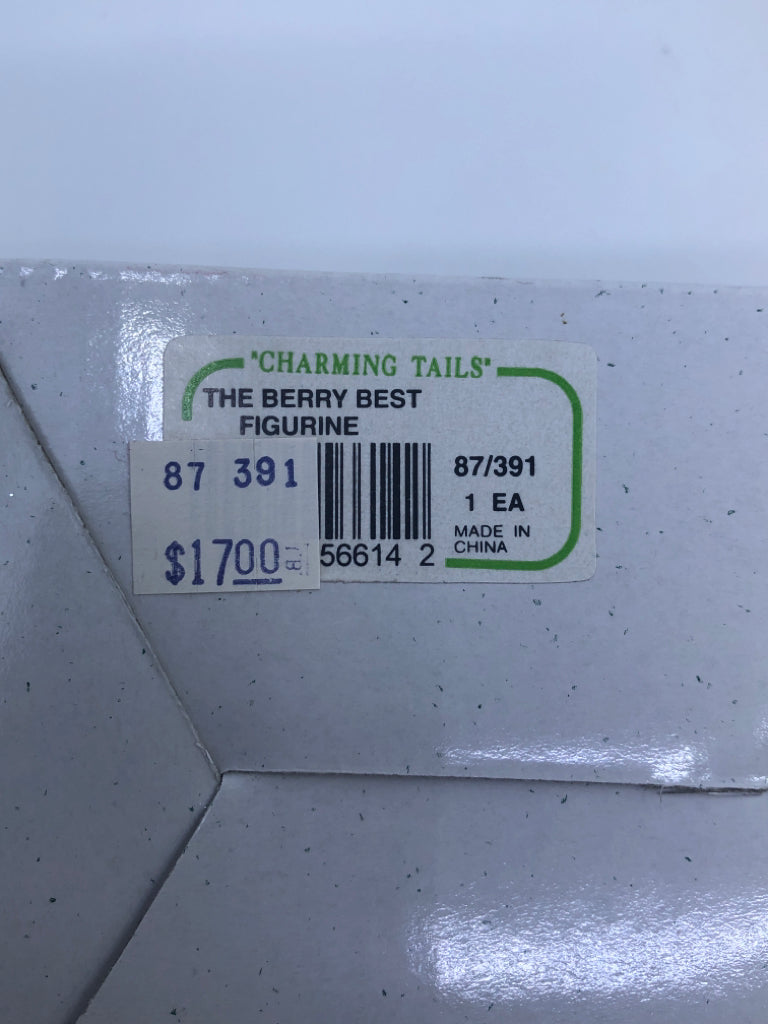 "CHARMING TAILS"
THE BERRY BEST
FIGURINE
87 391
$1700
56614 2
87/391
1 EA
MADE IN
CHINA